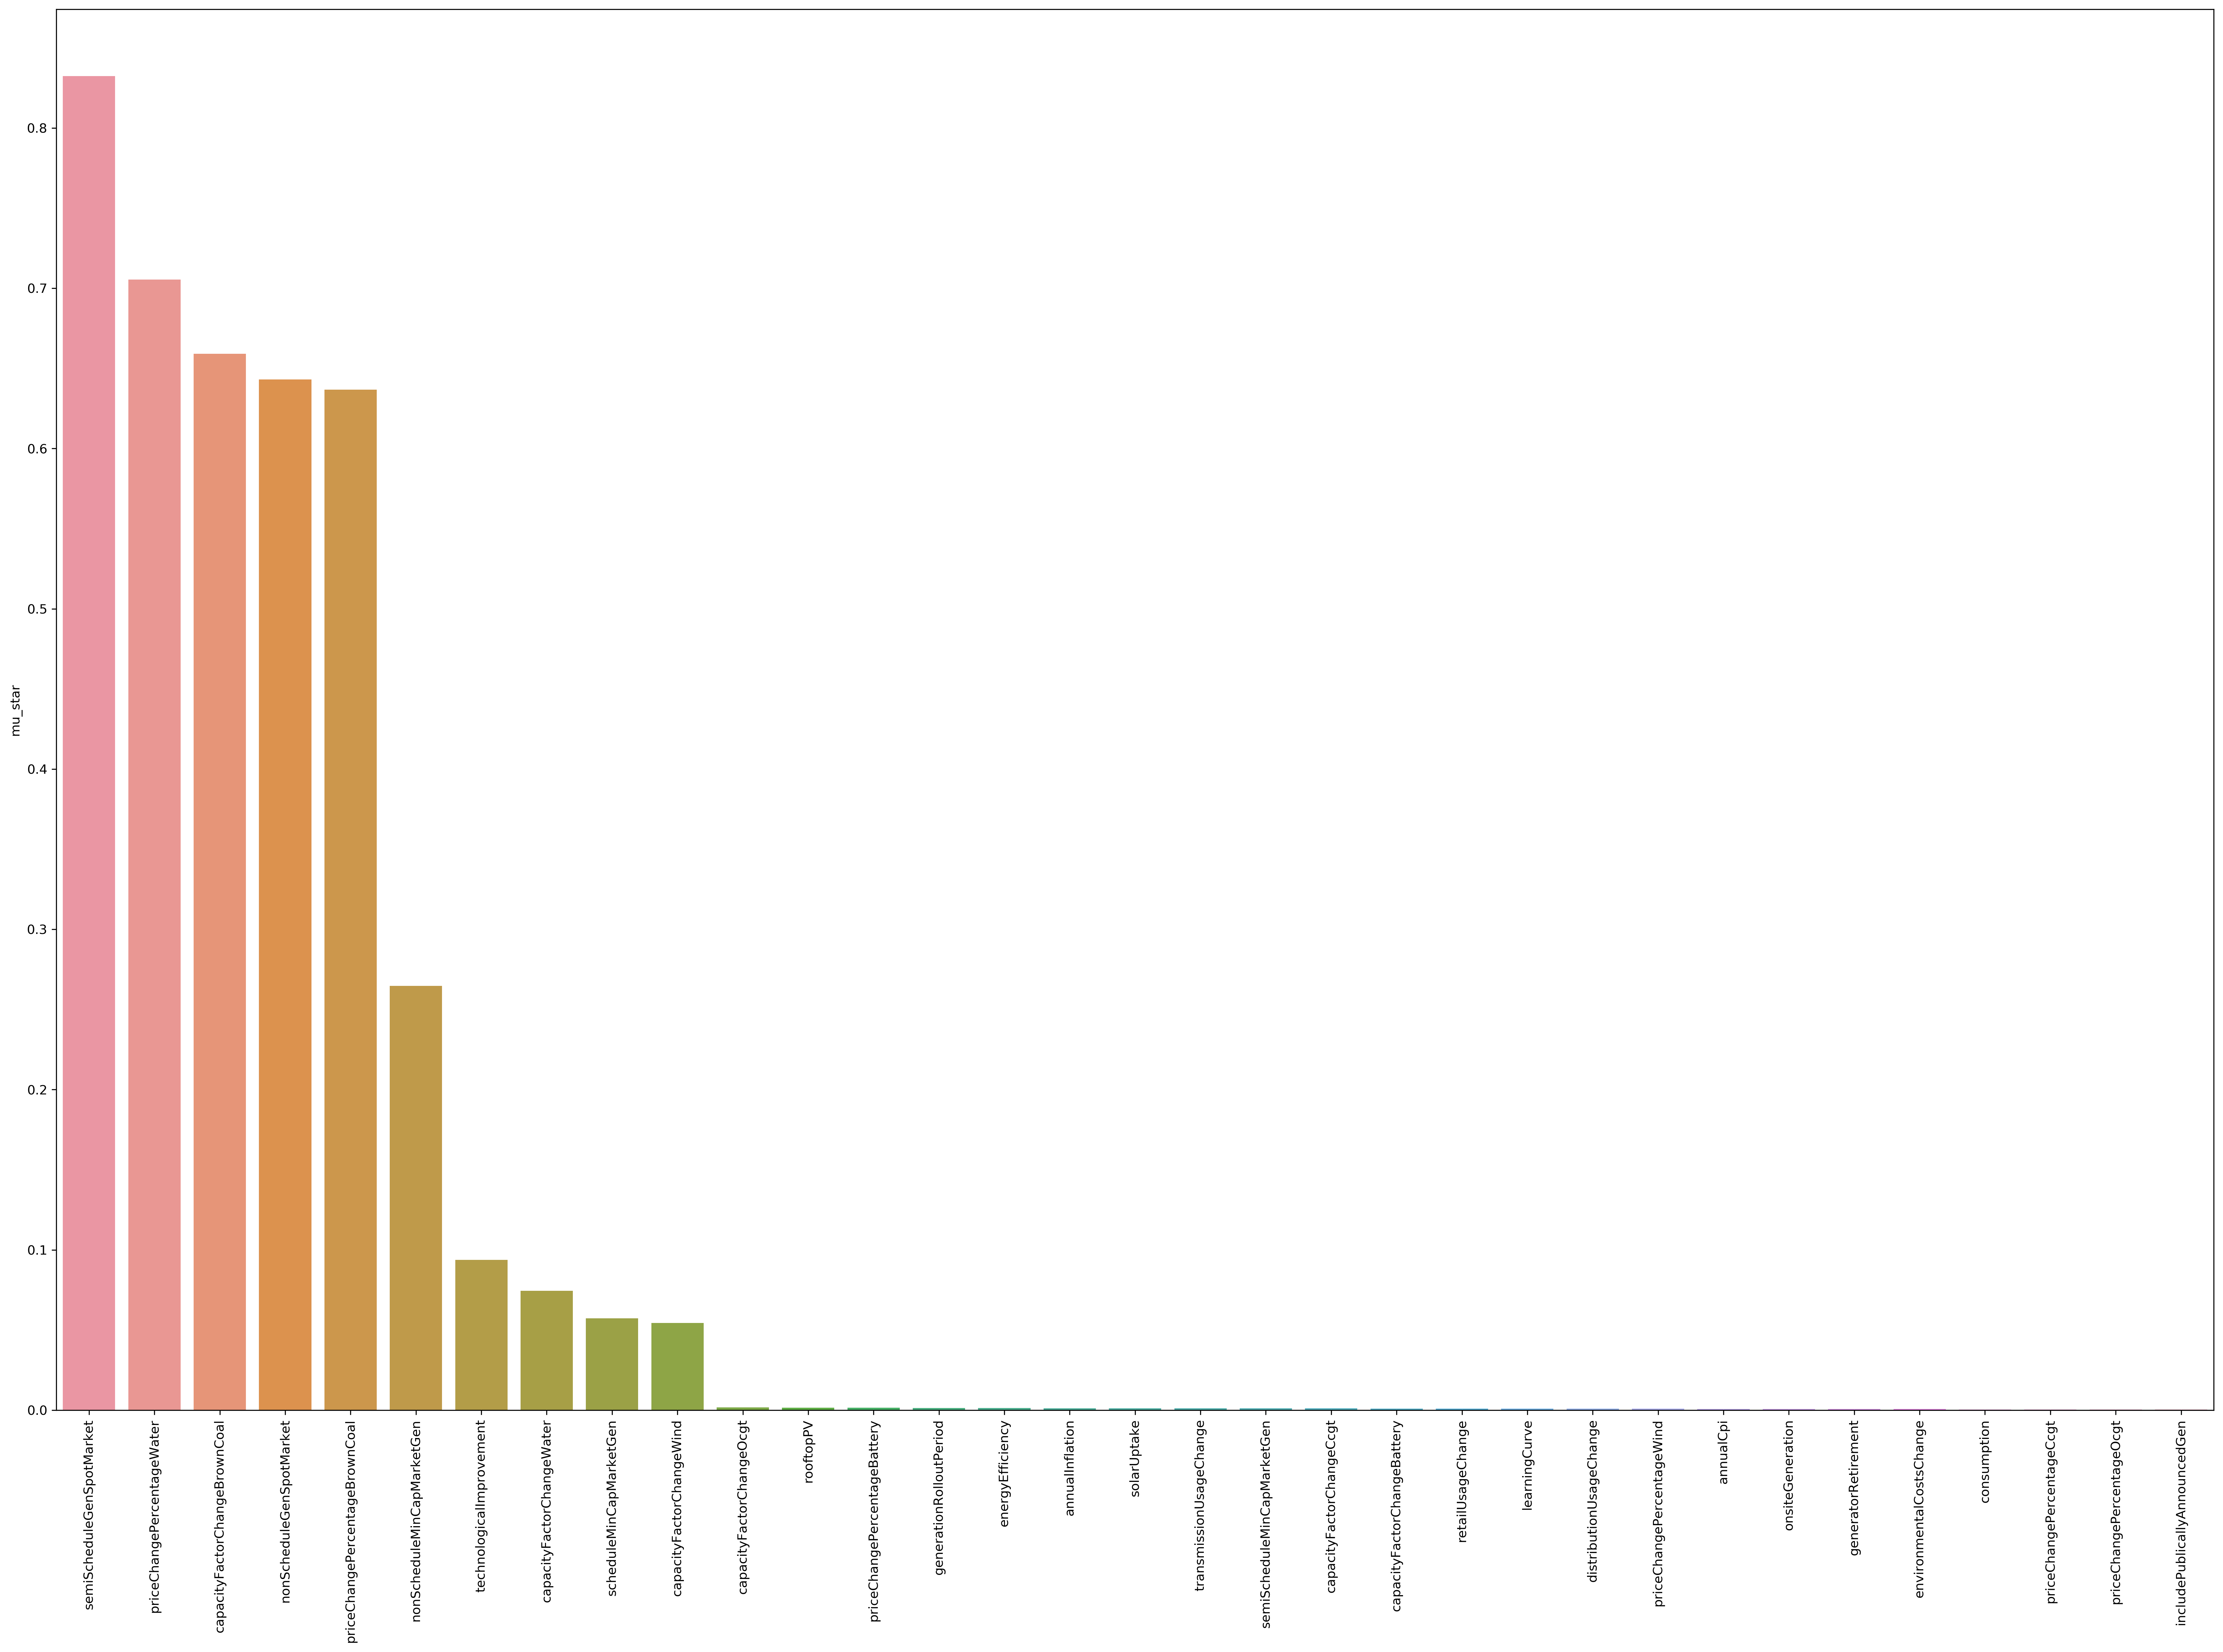 mu_star
0.8
0.7
0.6
0.5
0.4
0.3
0.2
0.1
0.0
semiScheduleGenSpotMarket
priceChangePercentageWater
capacityFactorChangeBrownCoal
nonScheduleGenSpotMarket
priceChangePercentageBrownCoal
nonScheduleMinCapMarketGen
technologicalImprovement
capacityFactorChangeWater
scheduleMinCapMarketGen
capacityFactorChangeWind
capacityFactorChangeOcgt
rooftopPV
priceChangePercentageBattery
generationRolloutPeriod
energyEfficiency
annualInflation
solarUptake
transmissionUsageChange
semiScheduleMinCapMarketGen
capacityFactorChangeCcgt
capacityFactorChangeBattery
retailUsageChange
learningCurve
distributionUsageChange
priceChangePercentageWind
annualCpi
onsiteGeneration
generatorRetirement
environmentalCostsChange
consumption
priceChangePercentageCcgt
priceChangePercentageOcgt
includePublicallyAnnouncedGen